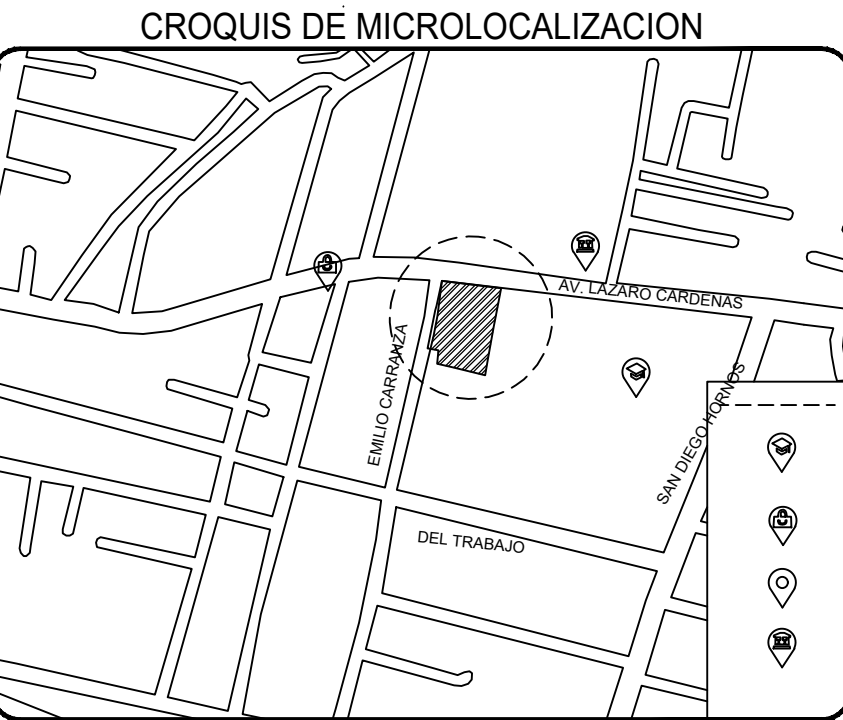 CROQUIS DE MICROLOCALIZACION
AV. LAZARO CARDENAS
EMILIO CARRANZA
SAN DIEGO HORNOS
DEL TRABAJO